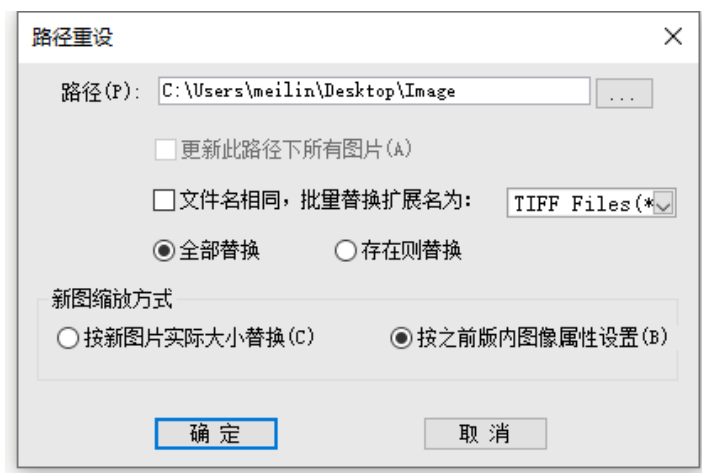 路径重设
路径(P): C:\Users\meilin\Desktop\Image ...
更新此路径下所有图片(A)
文件名相同，批量替换扩展名为: TIFF Files(*
全部替换 存在则替换
新图缩放方式
按新图片实际大小替换(C) 按之前版内图像属性设置(B)
确定 取消